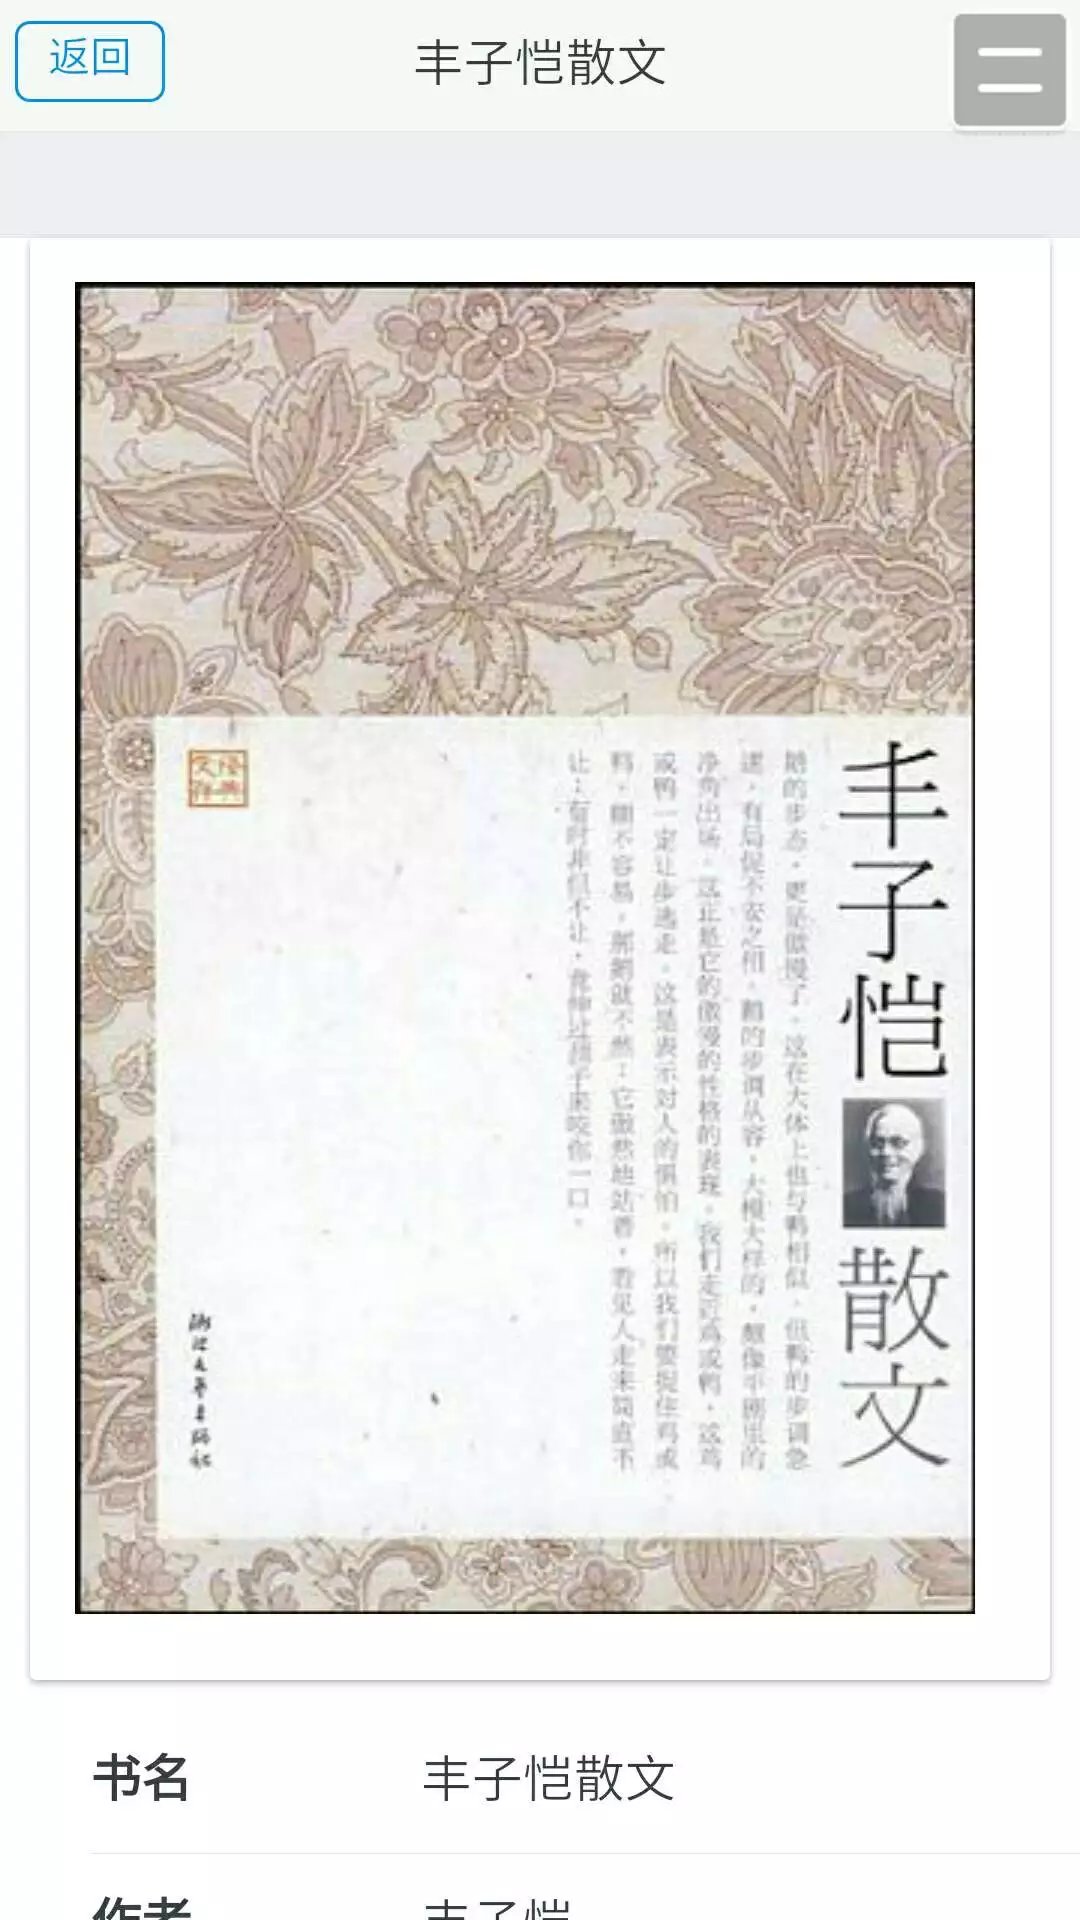 返回
丰子恺散文
丰子恺散文
鹅的步态，更是傲慢了。这在大体上也与鸭相似。但鸭的步调急
速，有局促不安之相。鹅的步调从容，大模大样的，颇像平剧里的
净角出场。这正是它的傲慢的性格的表现。我们走近鸡或鸭，这鸡
或鸭一定让步逃走。这是表示对人的惧怕。所以我们要捉住鸡或
鸭，颇不容易。那鹅就不然：它傲然地站着，看见人走来简直不
让；有时非但不让，竟伸过颈子来咬你一口。
浙江文艺出版社
书名
丰子恺散文
作者
丰子恺